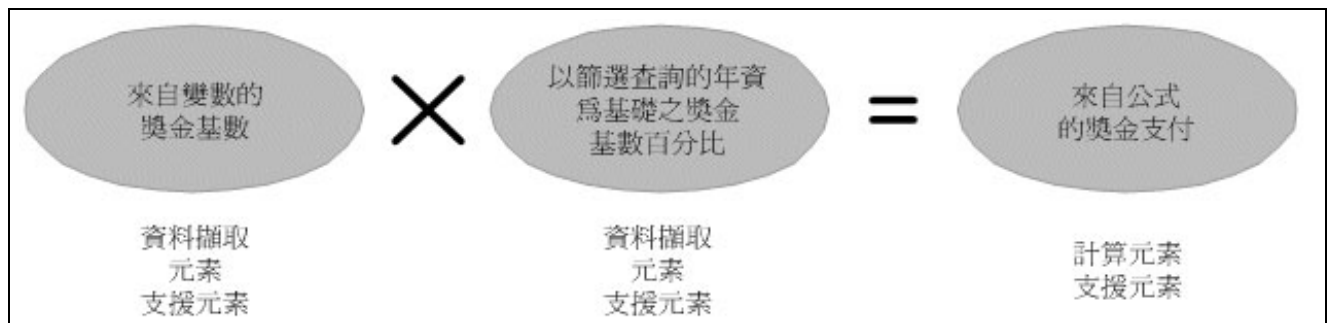 來自變數的
獎金基數
以篩選查詢的年資
為基礎之獎金
基數百分比
=
來自公式
的獎金支付
資料擷取
元素
支援元素
資料擷取
元素
支援元素
計算元素
支援元素